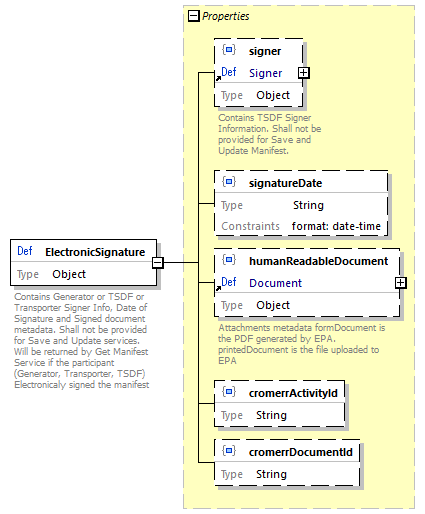 Properties
signer
Def Signer
Type Object
Contains TSDF Signer
Information. Shall not be
provided for Save and
Update Manifest.
signatureDate
Type String
Constraints format: date-time
Def ElectronicSignature
Type Object
Contains Generator or TSDF or
Transporter Signer Info, Date of
Signature and Signed document
metadata. Shall not be provided
for Save and Update services.
Will be returned by Get Manifest
Service if the participant
(Generator, Transporter, TSDF)
Electronicaly signed the manifest
humanReadableDocument
Def Document
Type Object
Attachments metadata formDocument is
the PDF generated by EPA.
printedDocument is the file uploaded to
EPA
cromerrActivityId
Type String
cromerrDocumentId
Type String